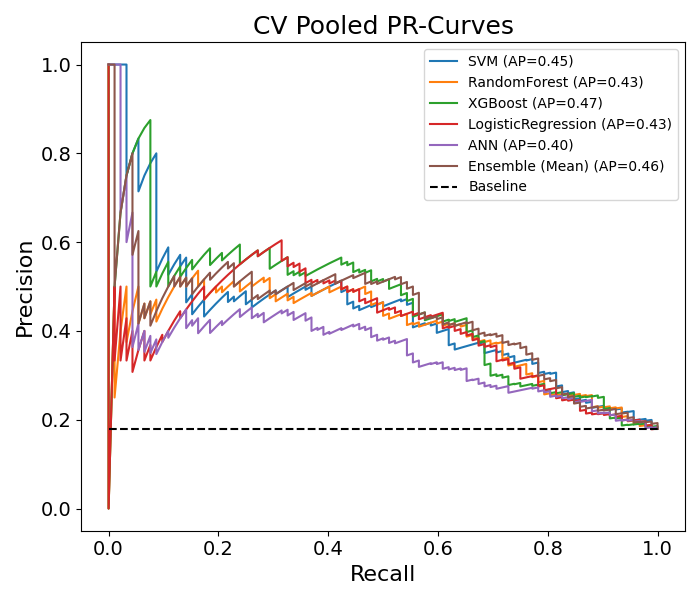 CV Pooled PR-Curves
SVM (AP=0.45)
RandomForest (AP=0.43)
XGBoost (AP=0.47)
LogisticRegression (AP=0.43)
ANN (AP=0.40)
Ensemble (Mean) (AP=0.46)
Baseline
Precision
1.0
0.8
0.6
0.4
0.2
0.0
0.0 0.2 0.4 0.6 0.8 1.0
Recall